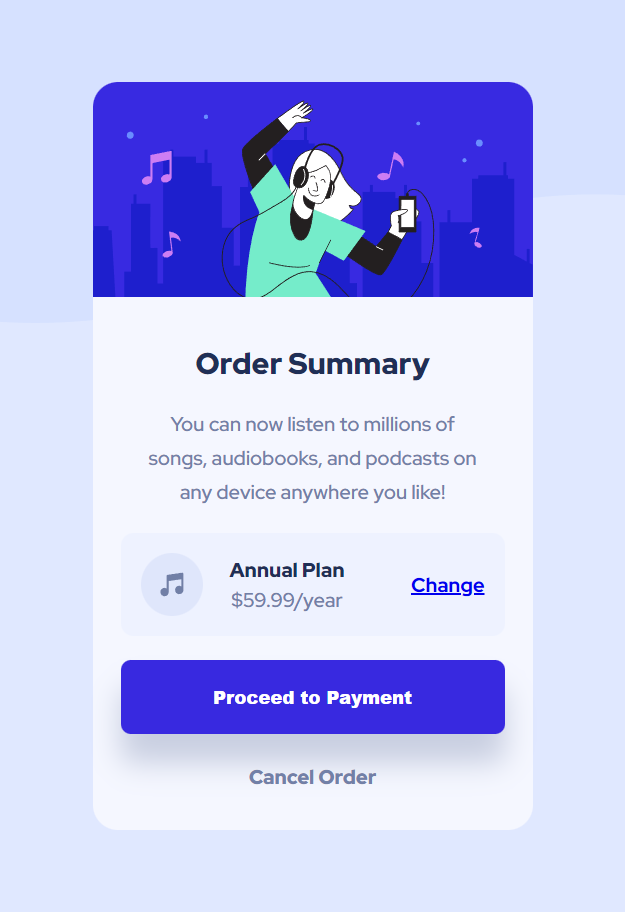 Order Summary
You can now listen to millions of
songs, audiobooks, and podcasts on
any device anywhere you like!
Annual Plan
$59.99/year
Change
Proceed to Payment
Cancel Order